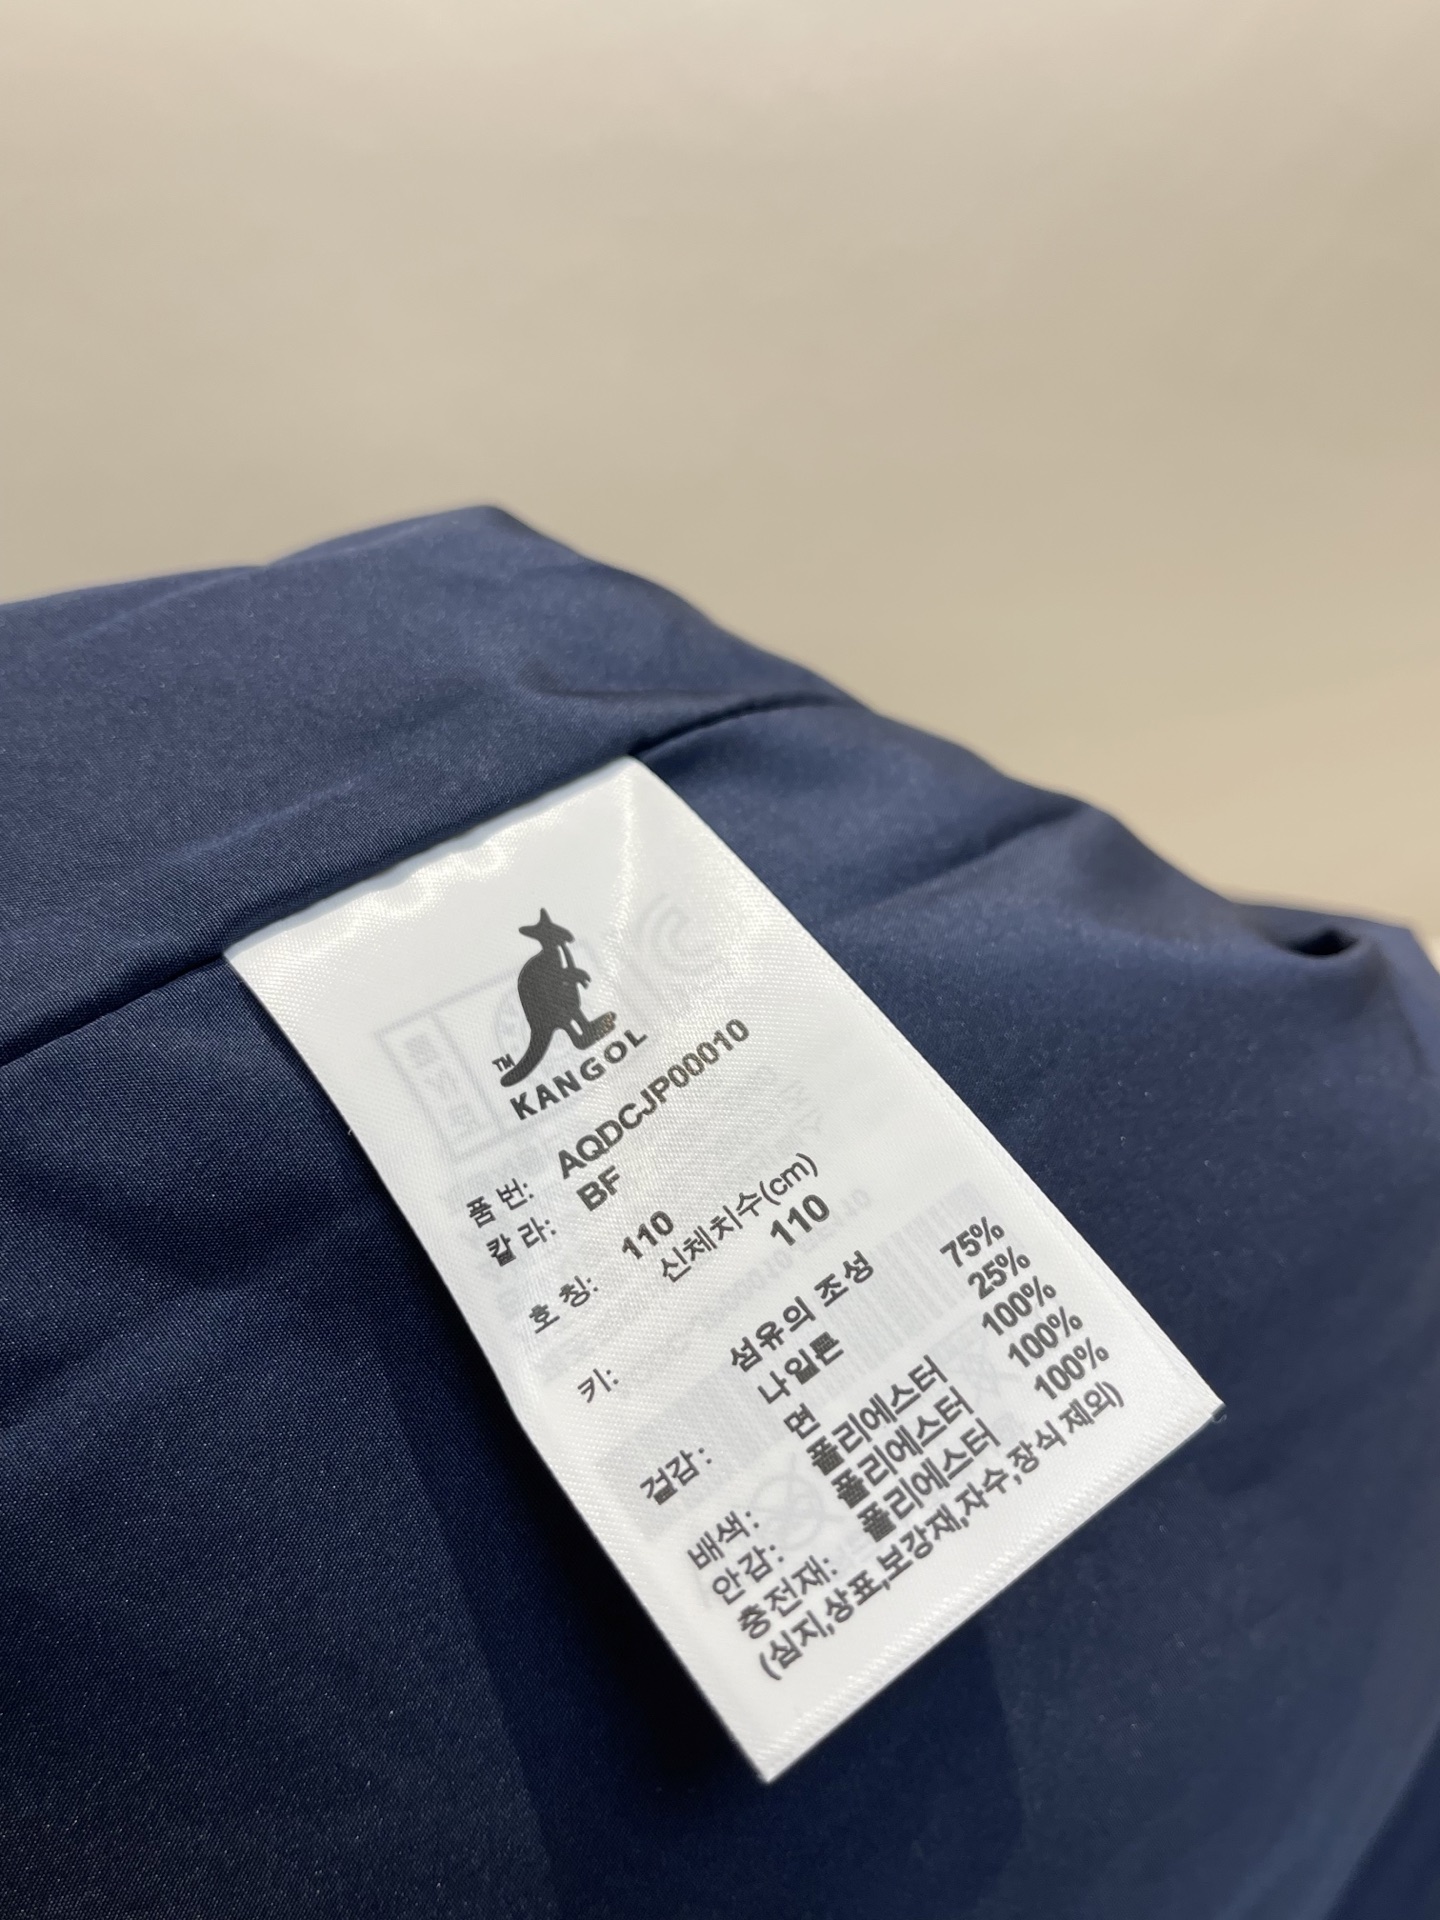 TM
KANGOL
품 번: AQDCJP00010
칼 라: BF
호 칭: 110
신체치수(cm)
키: 110
섬유의 조성
겉감: 나일론 75%
면 25%
배색: 폴리에스터 100%
안감: 폴리에스터 100%
충전재: 폴리에스터 100%
(심지,상표,보강재,자수,장식 제외)